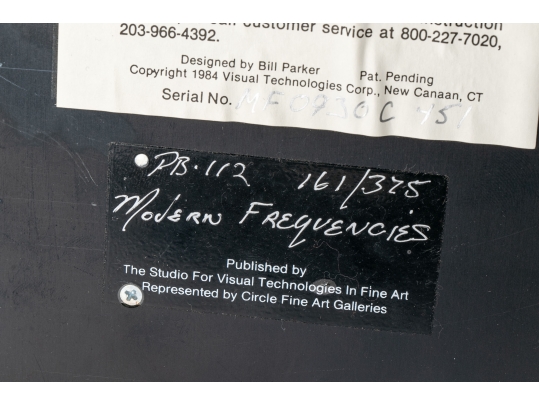 customer service at 800-227-7020,
203-966-4392.
Designed by Bill Parker Pat. Pending
Copyright 1984 Visual Technologies Corp., New Canaan, CT
Serial No. MF0930C 451
PB·112 161/375
MODERN FREQUENCIES
Published by
The Studio For Visual Technologies In Fine Art
Represented by Circle Fine Art Galleries